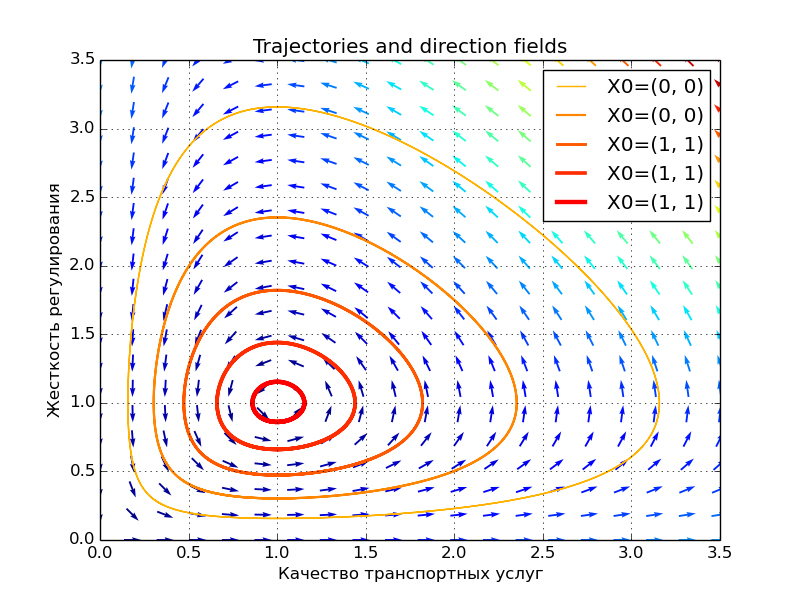 Trajectories and direction fields
X0=(0, 0)
X0=(0, 0)
X0=(1, 1)
X0=(1, 1)
X0=(1, 1)
3.5
3.0
2.5
2.0
1.5
1.0
0.5
0.0
Жесткость регулирования
0.0 0.5 1.0 1.5 2.0 2.5 3.0 3.5
Качество транспортных услуг